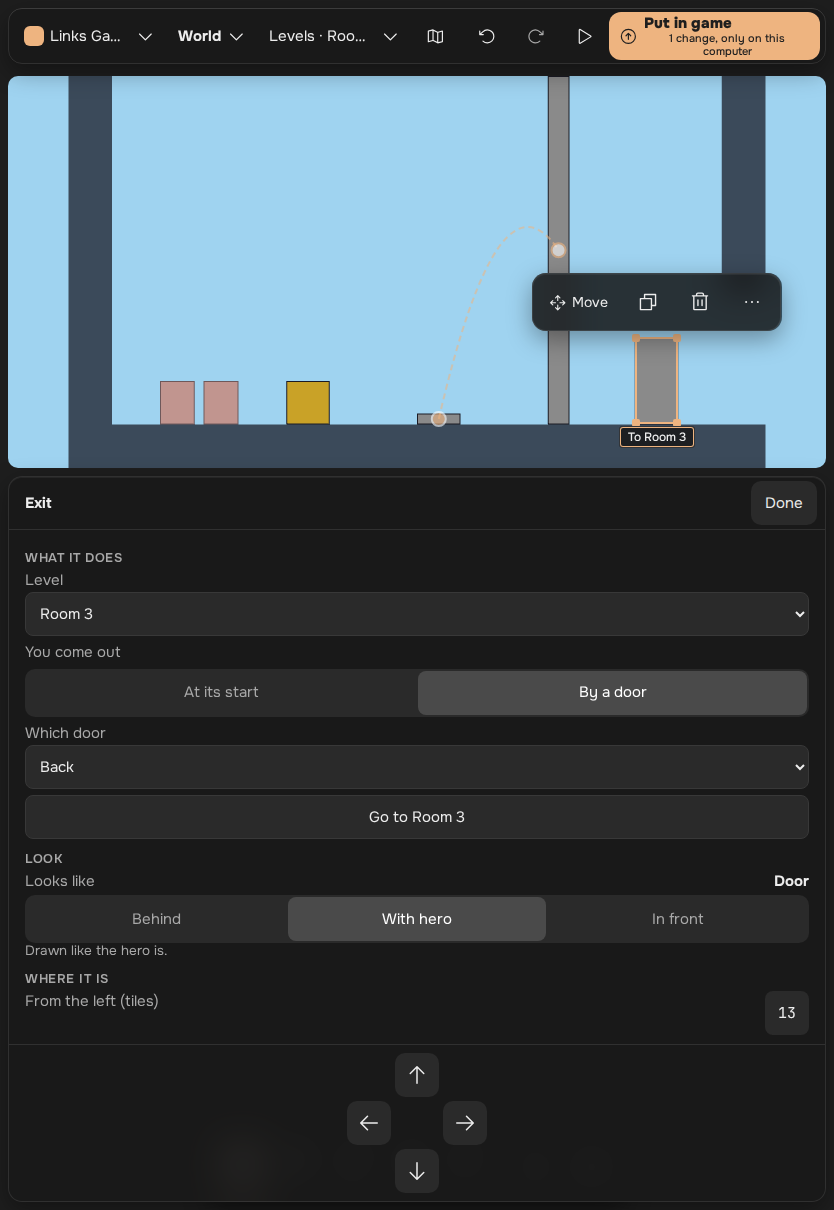 Links Ga...
World
Levels · Roo...
Put in game
1 change, only on this
computer
Move
To Room 3
Exit
Done
WHAT IT DOES
Level
Room 3
You come out
At its start
By a door
Which door
Back
Go to Room 3
LOOK
Looks like
Door
Behind
With hero
In front
Drawn like the hero is.
WHERE IT IS
From the left (tiles)
13